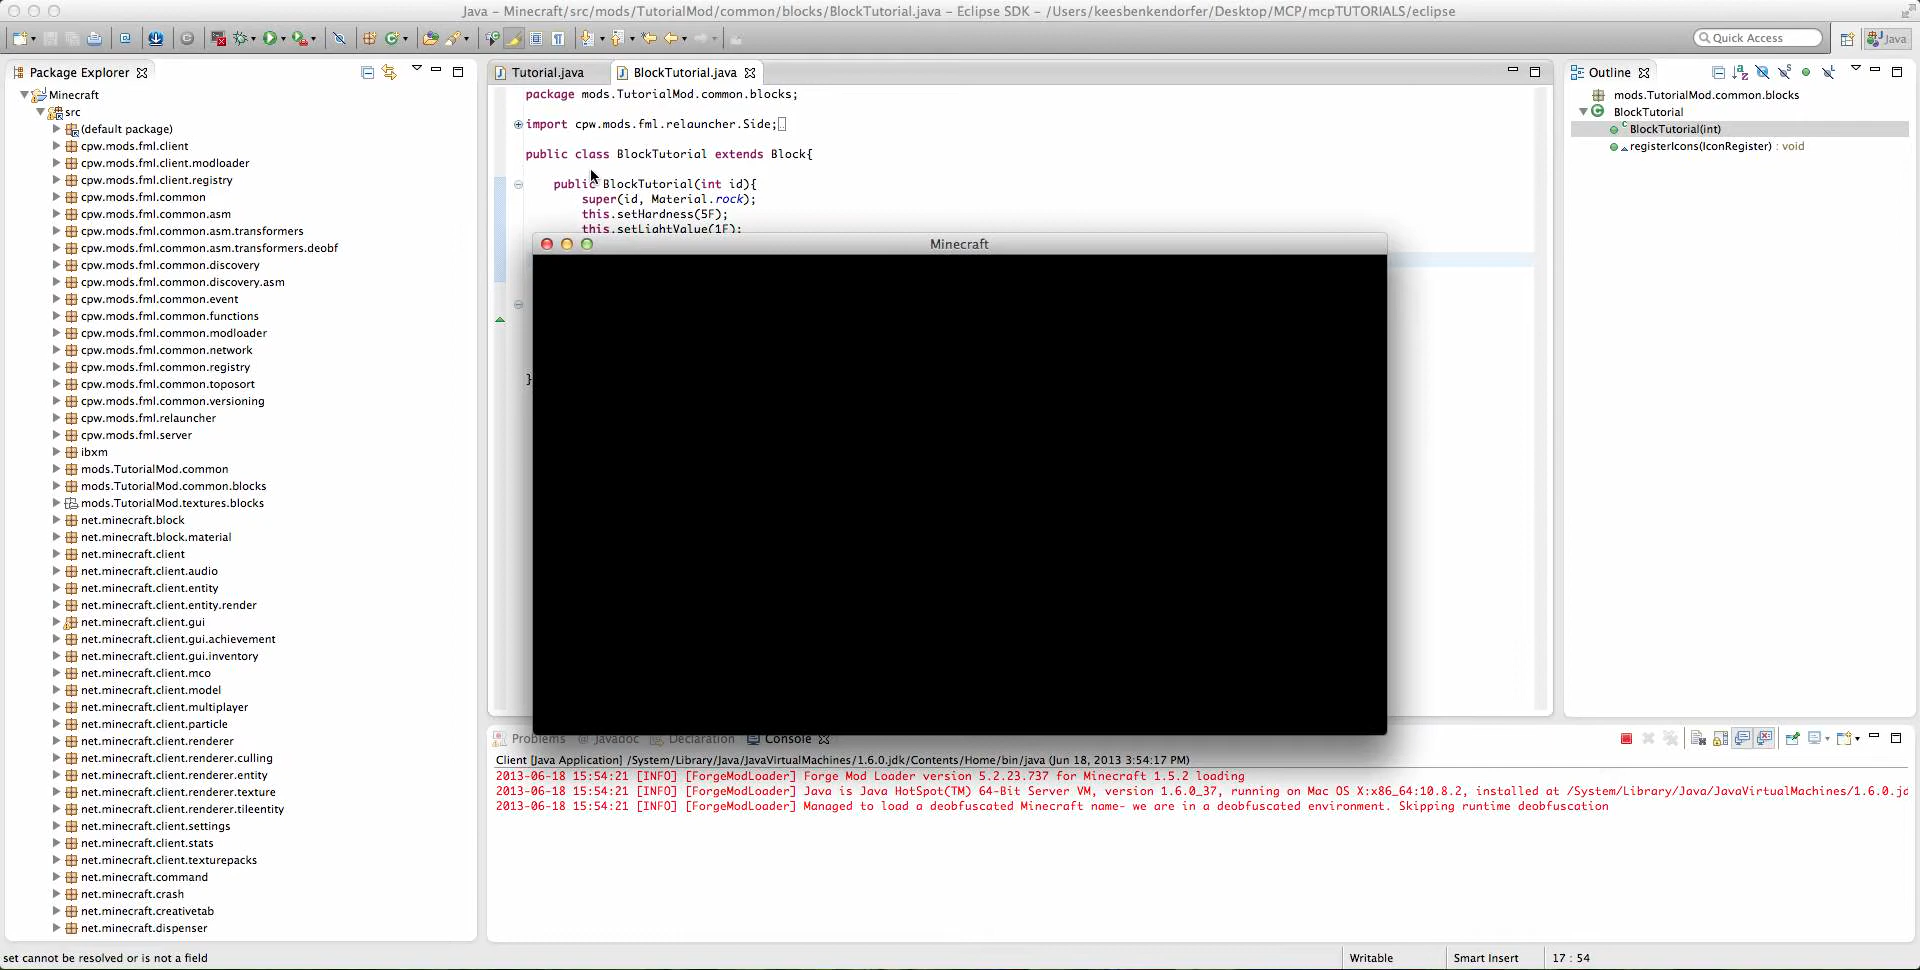 Java – Minecraft/src/mods/TutorialMod/common/blocks/BlockTutorial.java – Eclipse SDK – /Users/keesbenkendorfer/Desktop/MCP/mcpTUTORIALS/eclipse
Quick Access
Java
Package Explorer
Minecraft
src
(default package)
cpw.mods.fml.client
cpw.mods.fml.client.modloader
cpw.mods.fml.client.registry
cpw.mods.fml.common
cpw.mods.fml.common.asm
cpw.mods.fml.common.asm.transformers
cpw.mods.fml.common.asm.transformers.deobf
cpw.mods.fml.common.discovery
cpw.mods.fml.common.discovery.asm
cpw.mods.fml.common.event
cpw.mods.fml.common.functions
cpw.mods.fml.common.modloader
cpw.mods.fml.common.network
cpw.mods.fml.common.registry
cpw.mods.fml.common.toposort
cpw.mods.fml.common.versioning
cpw.mods.fml.relauncher
cpw.mods.fml.server
ibxm
mods.TutorialMod.common
mods.TutorialMod.common.blocks
mods.TutorialMod.textures.blocks
net.minecraft.block
net.minecraft.block.material
net.minecraft.client
net.minecraft.client.audio
net.minecraft.client.entity
net.minecraft.client.entity.render
net.minecraft.client.gui
net.minecraft.client.gui.achievement
net.minecraft.client.gui.inventory
net.minecraft.client.mco
net.minecraft.client.model
net.minecraft.client.multiplayer
net.minecraft.client.particle
net.minecraft.client.renderer
net.minecraft.client.renderer.culling
net.minecraft.client.renderer.entity
net.minecraft.client.renderer.texture
net.minecraft.client.renderer.tileentity
net.minecraft.client.settings
net.minecraft.client.stats
net.minecraft.client.texturepacks
net.minecraft.command
net.minecraft.crash
net.minecraft.creativetab
net.minecraft.dispenser
Tutorial.java
BlockTutorial.java
package mods.TutorialMod.common.blocks;
import cpw.mods.fml.relauncher.Side;
public class BlockTutorial extends Block{
public BlockTutorial(int id){
super(id, Material.rock);
this.setHardness(5F);
this.setLightValue(1F);
}
Minecraft
Outline
mods.TutorialMod.common.blocks
BlockTutorial
BlockTutorial(int)
registerIcons(IconRegister) : void
Problems @ Javadoc Declaration Console
Client [Java Application] /System/Library/Java/JavaVirtualMachines/1.6.0.jdk/Contents/Home/bin/java (Jun 18, 2013 3:54:17 PM)
2013-06-18 15:54:21 [INFO] [ForgeModLoader] Forge Mod Loader version 5.2.23.737 for Minecraft 1.5.2 loading
2013-06-18 15:54:21 [INFO] [ForgeModLoader] Java is Java HotSpot(TM) 64-Bit Server VM, version 1.6.0_37, running on Mac OS X:x86_64:10.8.2, installed at /System/Library/Java/JavaVirtualMachines/1.6.0.jd
2013-06-18 15:54:21 [INFO] [ForgeModLoader] Managed to load a deobfuscated Minecraft name- we are in a deobfuscated environment. Skipping runtime deobfuscation
set cannot be resolved or is not a field
Writable
Smart Insert
17 : 54